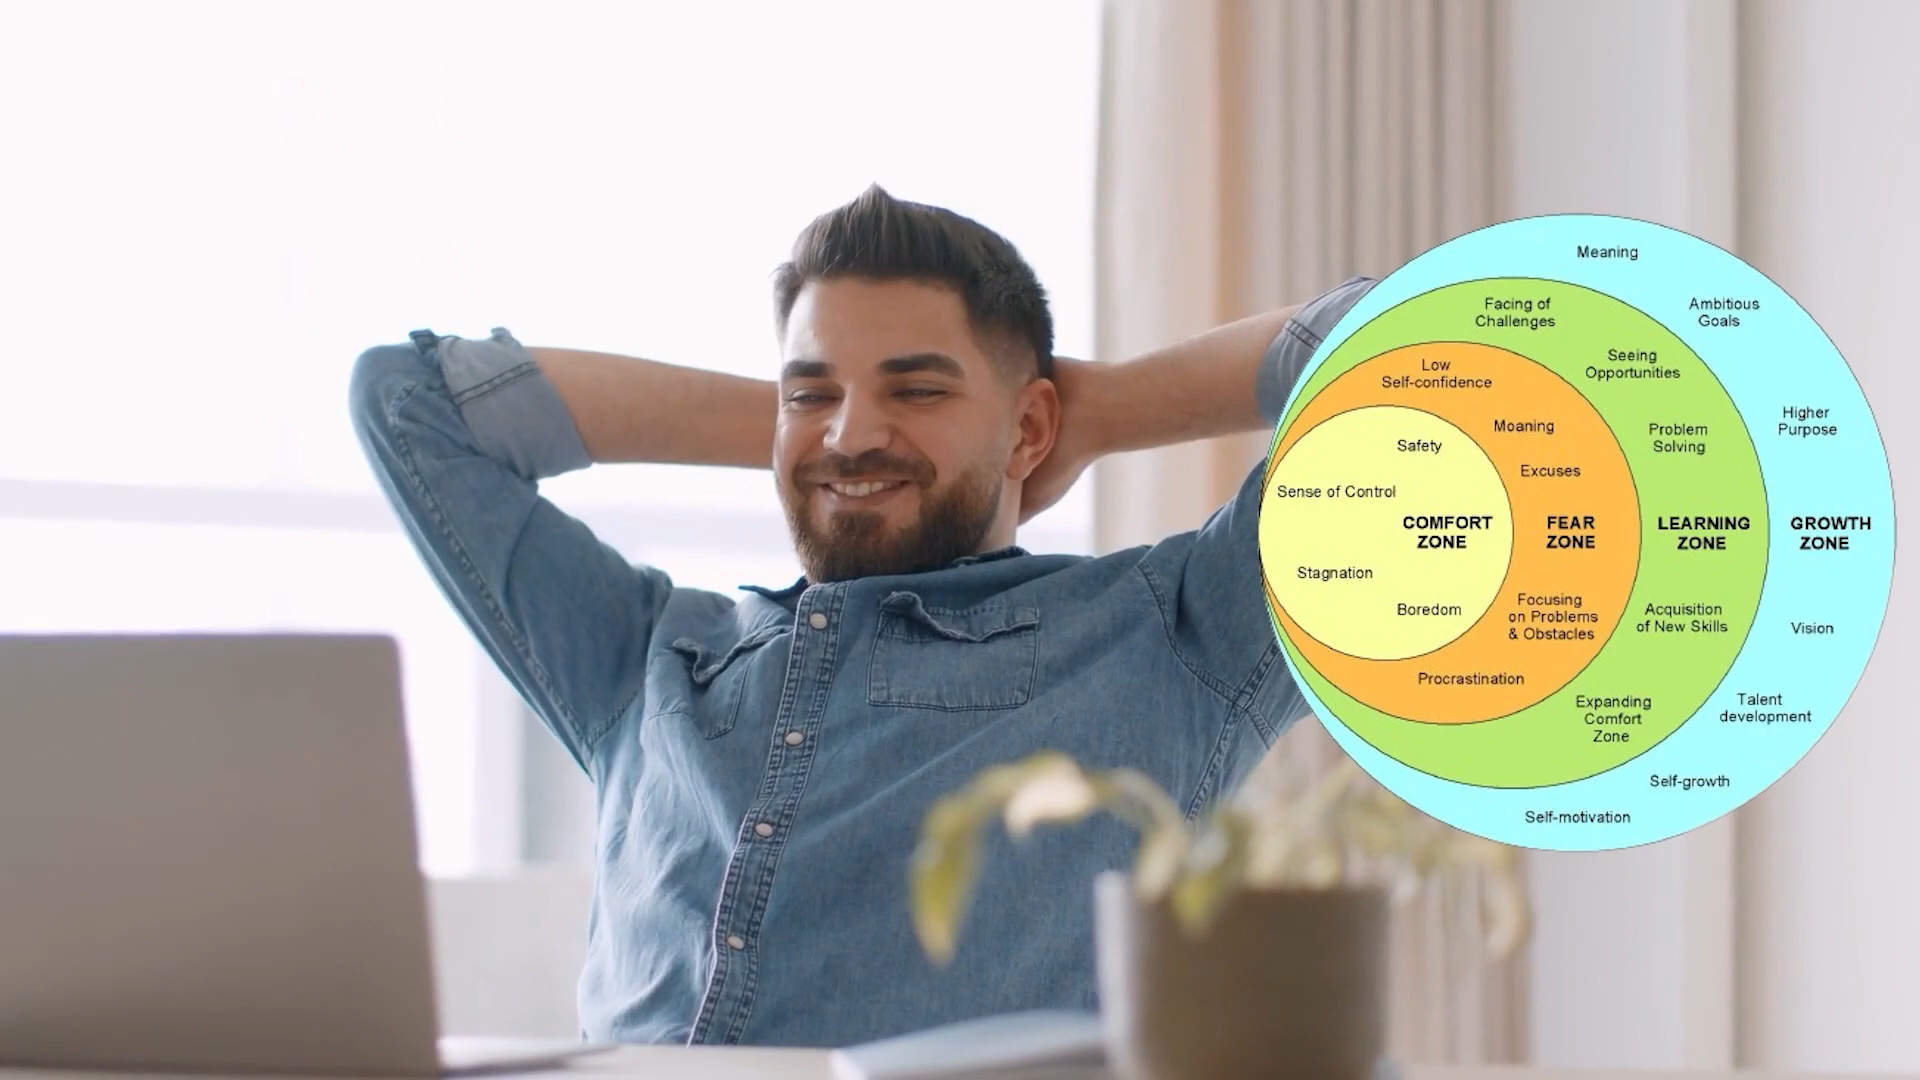 Meaning
Ambitious
Goals
Higher
Purpose
GROWTH
ZONE
Vision
Talent
development
Self-growth
Self-motivation
Facing of
Challenges
Seeing
Opportunities
Problem
Solving
LEARNING
ZONE
Acquisition
of New Skills
Expanding
Comfort
Zone
Low
Self-confidence
Moaning
Excuses
FEAR
ZONE
Focusing
on Problems
& Obstacles
Procrastination
Safety
Sense of Control
COMFORT
ZONE
Stagnation
Boredom